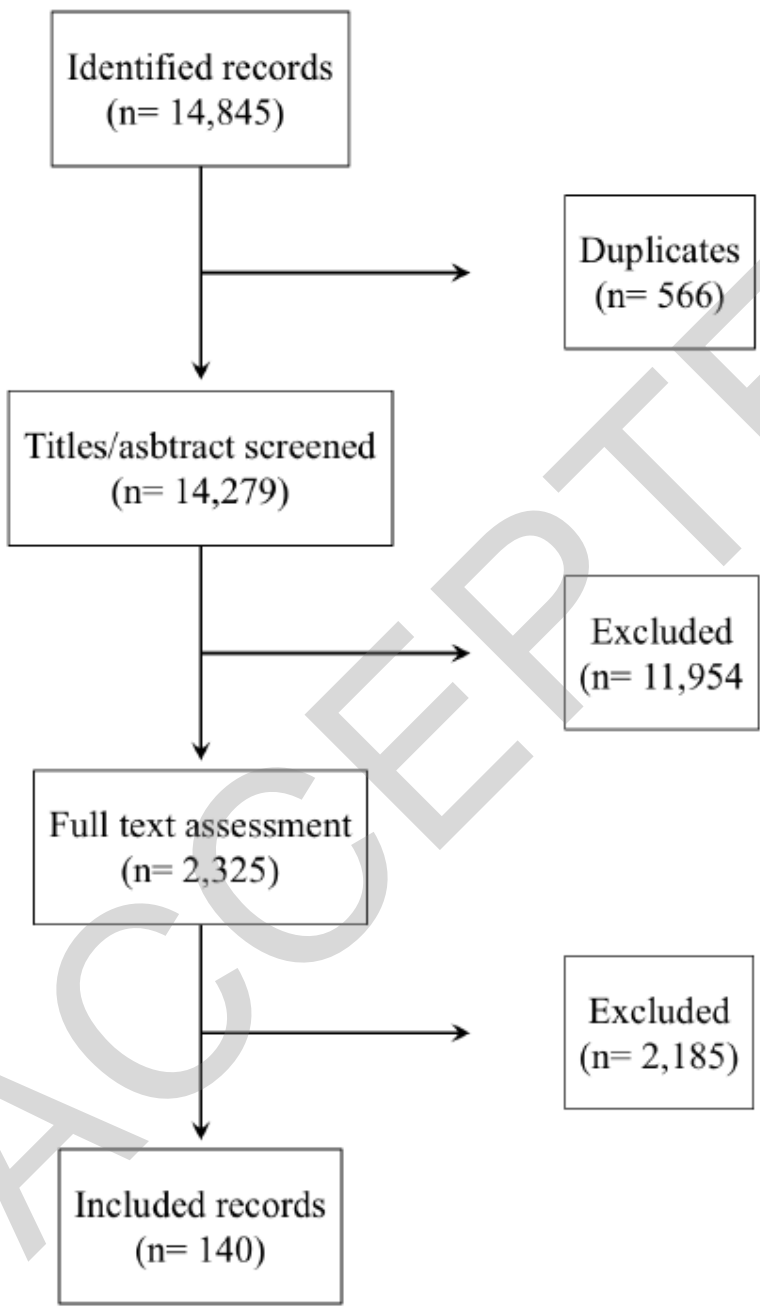 Identified records
(n= 14,845)
Duplicates
(n= 566)
Titles/asbtract screened
(n= 14,279)
Excluded
(n= 11,954
Full text assessment
(n= 2,325)
Excluded
(n= 2,185)
Included records
(n= 140)
ACCEPTE